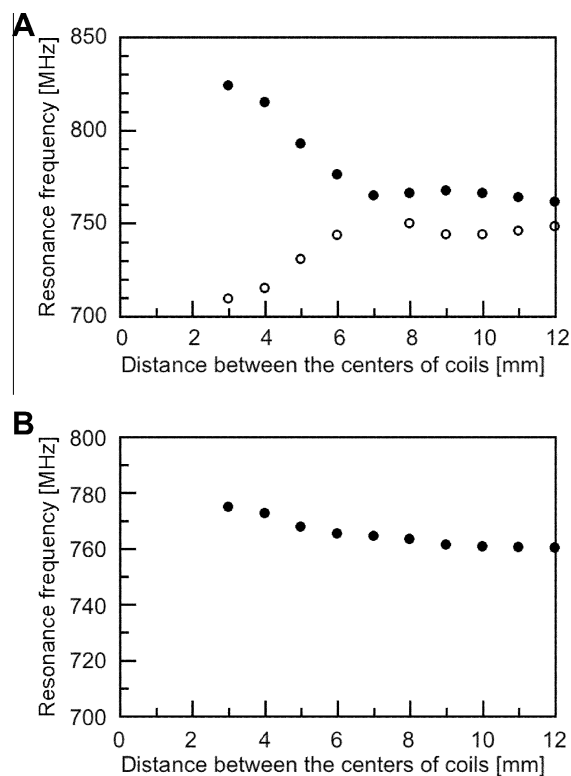 A
Resonance frequency [MHz]
850
800
750
700
0 2 4 6 8 10 12
Distance between the centers of coils [mm]
B
Resonance frequency [MHz]
800
780
760
740
720
700
0 2 4 6 8 10 12
Distance between the centers of coils [mm]